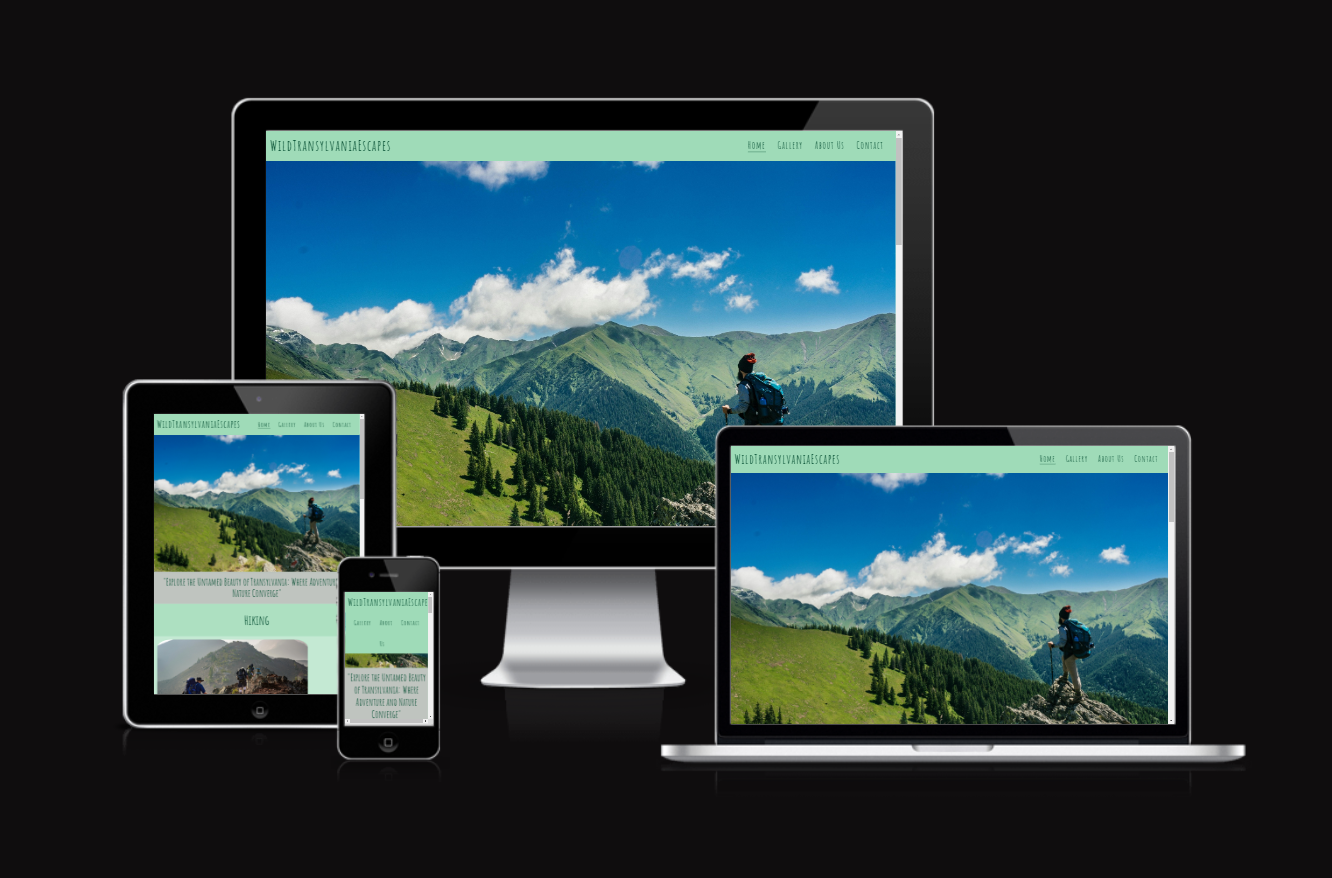 WildTransylvaniaEscapes
Home Gallery About Us Contact
WildTransylvaniaEscapes
Home Gallery About Us Contact
"Explore the Untamed Beauty of Transylvania: Where Adventure
Nature Converge"
Hiking
WildTransylvaniaEscape
Gallery About Contact
Us
"Explore the Untamed Beauty
of Transylvania: Where
Adventure and Nature
Converge"
WildTransylvaniaEscapes
Home Gallery About Us Contact